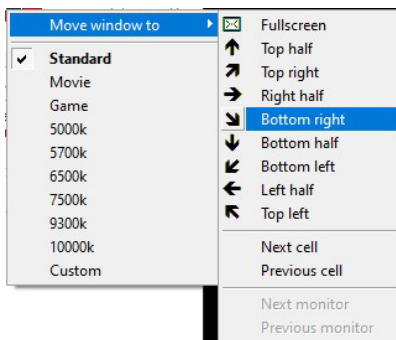 Move window to
Standard
Movie
Game
5000k
5700k
6500k
7500k
9300k
10000k
Custom
Fullscreen
Top half
Top right
Right half
Bottom right
Bottom half
Bottom left
Left half
Top left
Next cell
Previous cell
Next monitor
Previous monitor